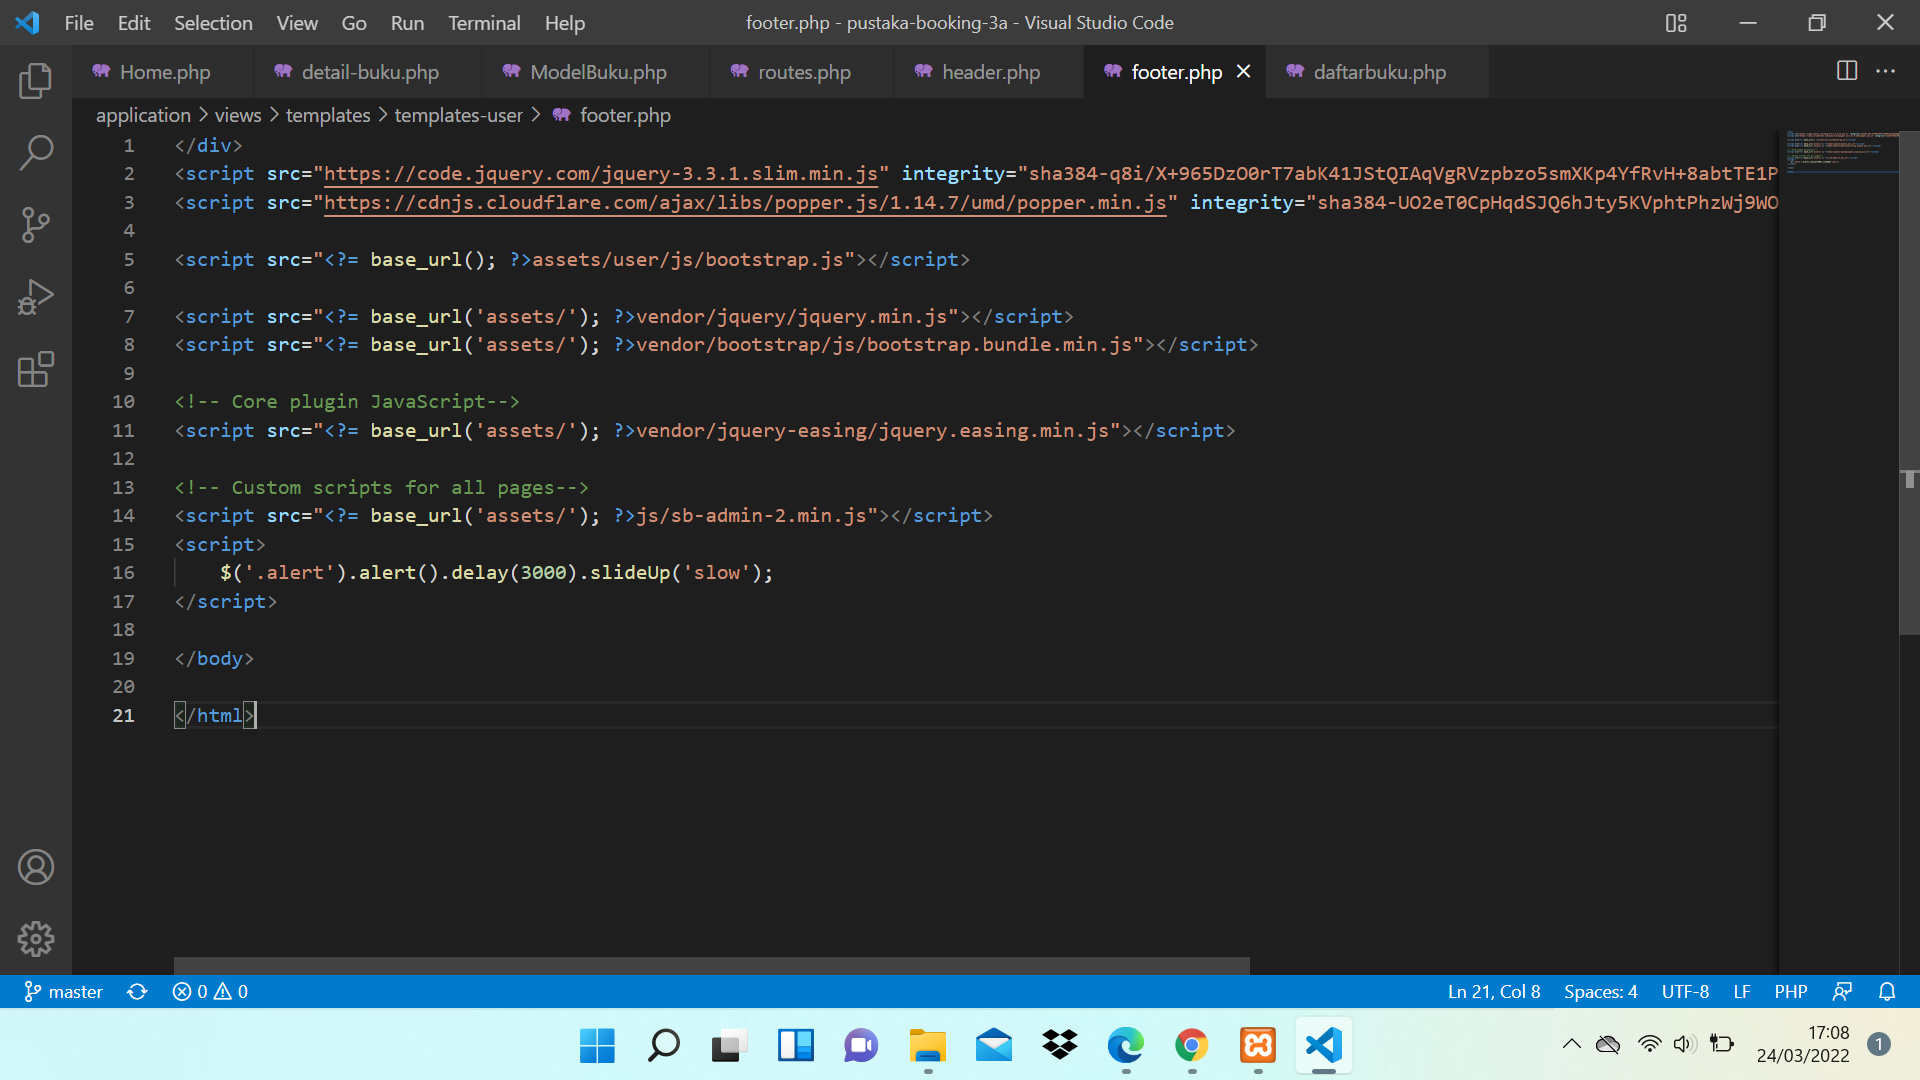 File Edit Selection View Go Run Terminal Help
footer.php - pustaka-booking-3a - Visual Studio Code
Home.php detail-buku.php ModelBuku.php routes.php header.php footer.php daftarbuku.php
application > views > templates > templates-user > footer.php
1 </div>
2 <script src="https://code.jquery.com/jquery-3.3.1.slim.min.js" integrity="sha384-q8i/X+965DzO0rT7abK41JStQIAqVgRVzpbzo5smXKp4YfRvH+8abtTE1P
3 <script src="https://cdnjs.cloudflare.com/ajax/libs/popper.js/1.14.7/umd/popper.min.js" integrity="sha384-UO2eT0CpHqdSJQ6hJty5KVphtPhzWj9WO
4
5 <script src="<?= base_url(); ?>assets/user/js/bootstrap.js"></script>
6
7 <script src="<?= base_url('assets/'); ?>vendor/jquery/jquery.min.js"></script>
8 <script src="<?= base_url('assets/'); ?>vendor/bootstrap/js/bootstrap.bundle.min.js"></script>
9
10 <!-- Core plugin JavaScript-->
11 <script src="<?= base_url('assets/'); ?>vendor/jquery-easing/jquery.easing.min.js"></script>
12
13 <!-- Custom scripts for all pages-->
14 <script src="<?= base_url('assets/'); ?>js/sb-admin-2.min.js"></script>
15 <script>
16 $('.alert').alert().delay(3000).slideUp('slow');
17 </script>
18
19 </body>
20
21 </html>
master 0 0 Ln 21, Col 8 Spaces: 4 UTF-8 LF PHP
17:08
24/03/2022 1